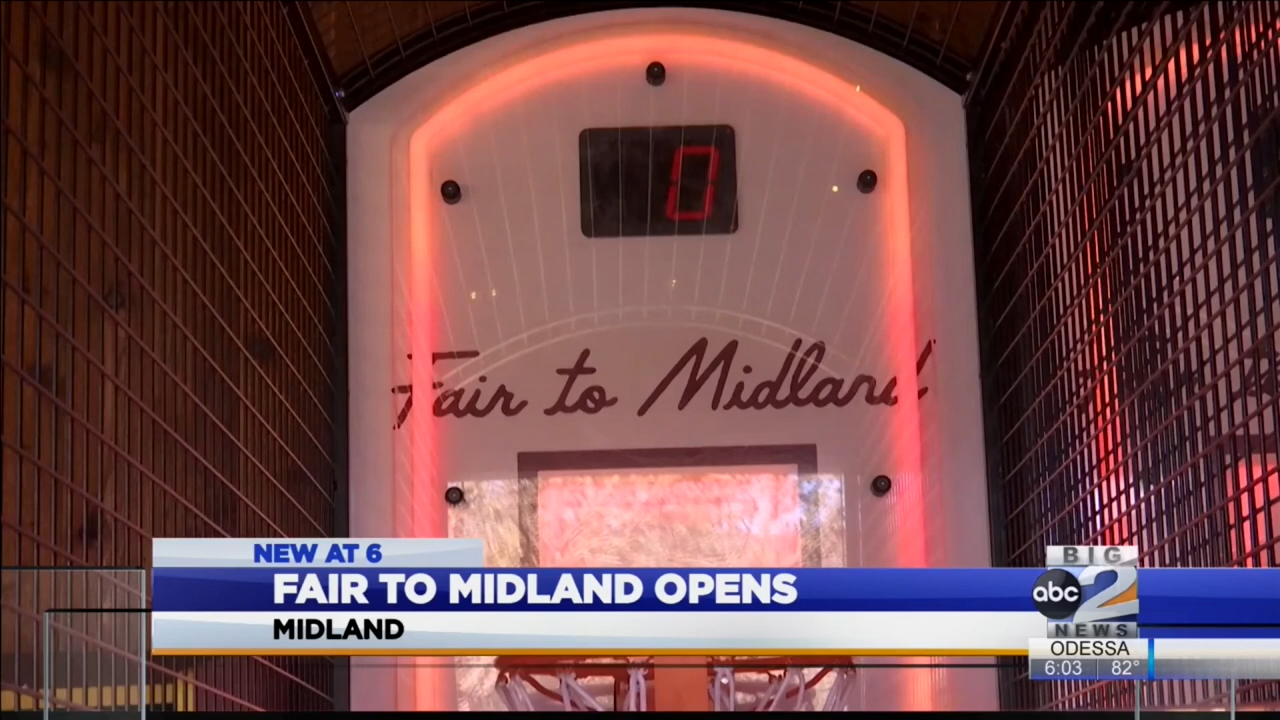 0
Fair to Midland
NEW AT 6
FAIR TO MIDLAND OPENS
MIDLAND
BIG
abc 2
NEWS
ODESSA
6:03 82°